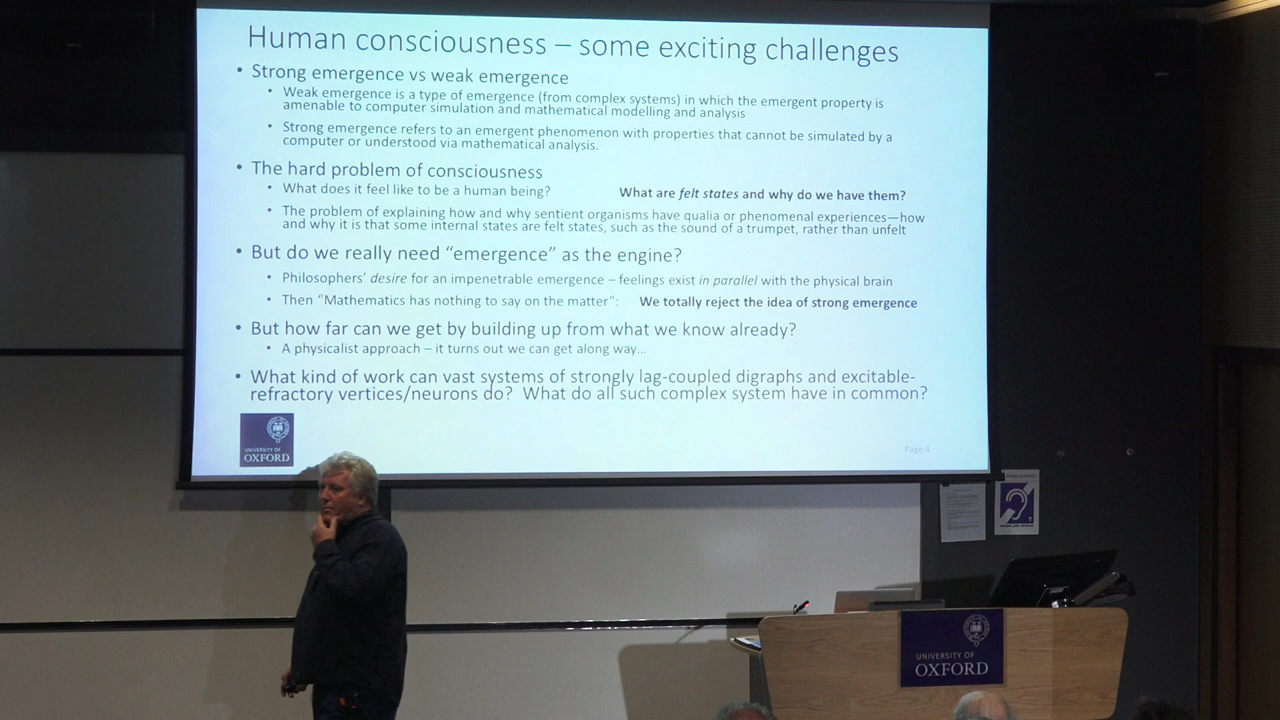 Human consciousness – some exciting challenges
• Strong emergence vs weak emergence
• Weak emergence is a type of emergence (from complex systems) in which the emergent property is
amenable to computer simulation and mathematical modelling and analysis
• Strong emergence refers to an emergent phenomenon with properties that cannot be simulated by a
computer or understood via mathematical analysis.
• The hard problem of consciousness
• What does it feel like to be a human being? What are felt states and why do we have them?
• The problem of explaining how and why sentient organisms have qualia or phenomenal experiences—how
and why it is that some internal states are felt states, such as the sound of a trumpet, rather than unfelt
• But do we really need “emergence” as the engine?
• Philosophers’ desire for an impenetrable emergence – feelings exist in parallel with the physical brain
• Then “Mathematics has nothing to say on the matter”: We totally reject the idea of strong emergence
• But how far can we get by building up from what we know already?
• A physicalist approach – it turns out we can get along way...
• What kind of work can vast systems of strongly lag-coupled digraphs and excitable-
refractory vertices/neurons do? What do all such complex system have in common?
UNIVERSITY OF
OXFORD
Page 4
T
UNIVERSITY OF
OXFORD